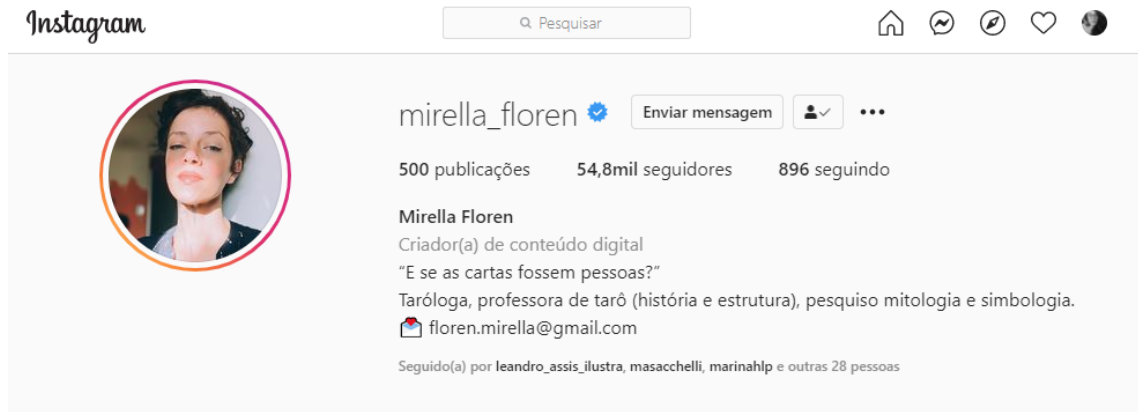 Instagram
Pesquisar
mirella_floren Enviar mensagem
500 publicações 54,8mil seguidores 896 seguindo
Mirella Floren
Criador(a) de conteúdo digital
“E se as cartas fossem pessoas?”
Taróloga, professora de tarô (história e estrutura), pesquiso mitologia e simbologia.
💌 floren.mirella@gmail.com
Seguido(a) por leandro_assis_ilustra, masacchelli, marinahlp e outras 28 pessoas